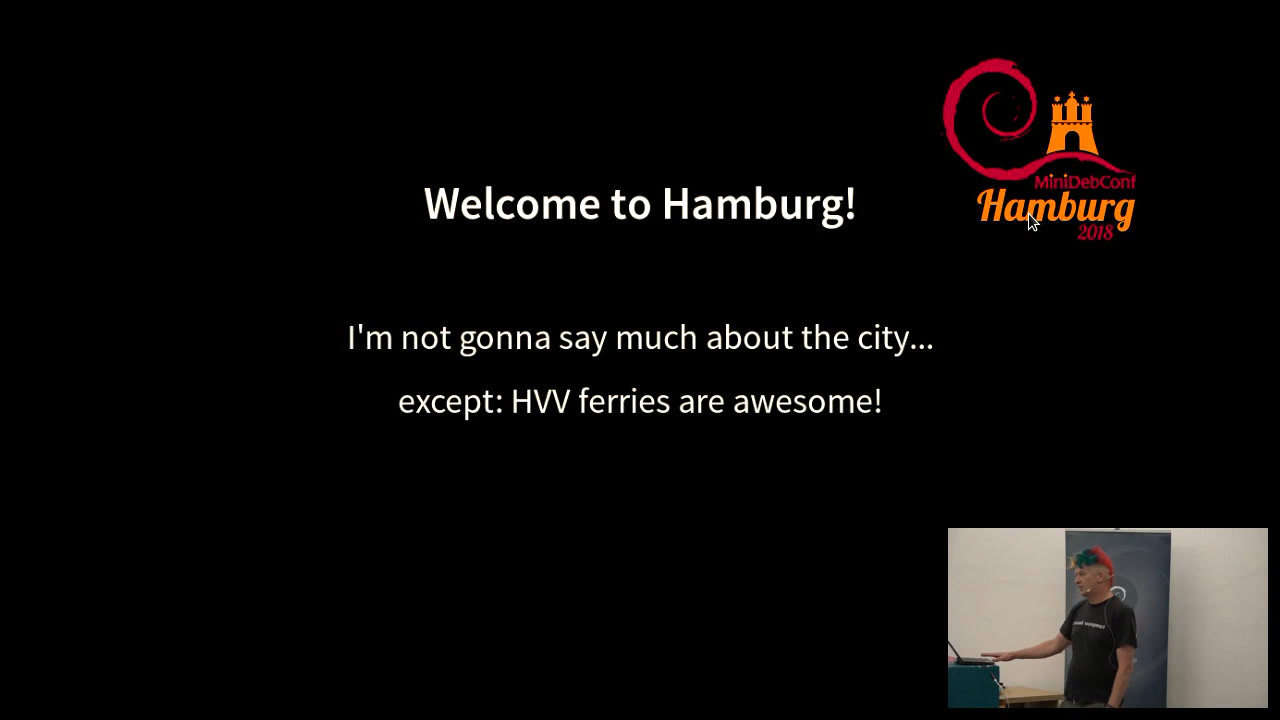 MiniDebConf
Hamburg
2018
Welcome to Hamburg!
I'm not gonna say much about the city...
except: HVV ferries are awesome!